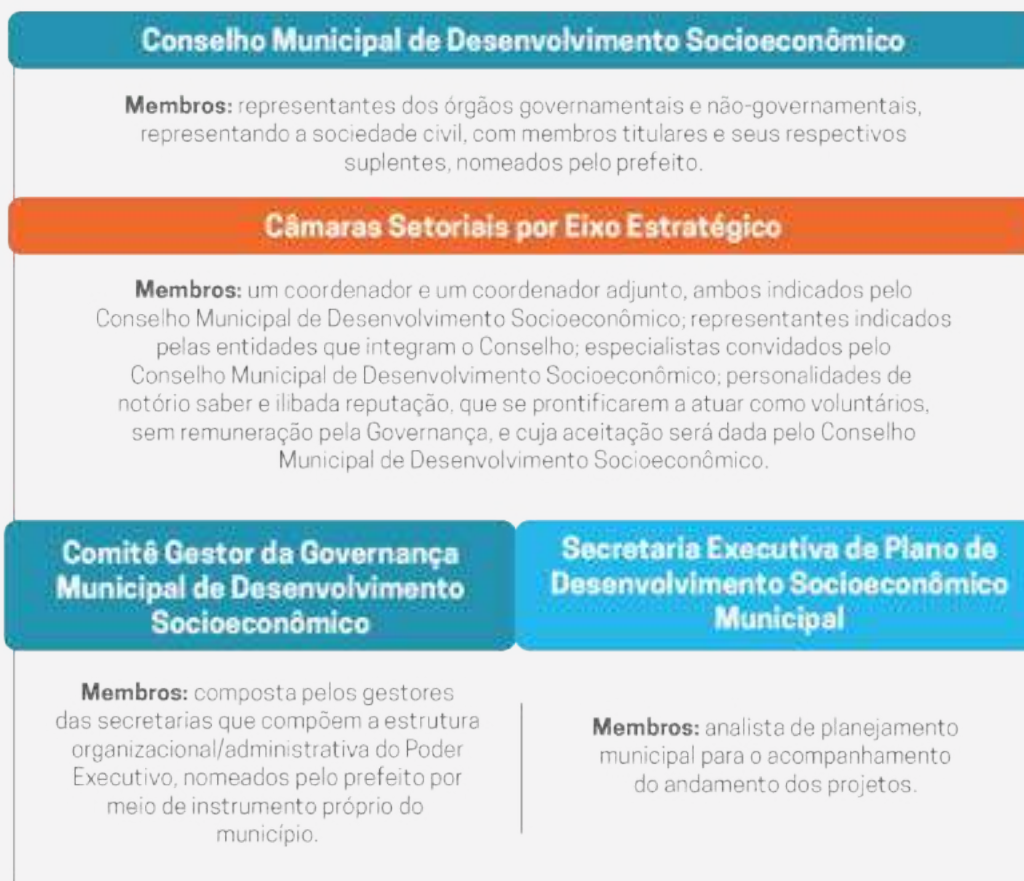 Conselho Municipal de Desenvolvimento Socioeconômico
Membros: representantes dos órgãos governamentais e não-governamentais,
representando a sociedade civil, com membros titulares e seus respectivos
suplentes, nomeados pelo prefeito.
Câmaras Setoriais por Eixo Estratégico
Membros: um coordenador e um coordenador adjunto, ambos indicados pelo
Conselho Municipal de Desenvolvimento Socioeconômico; representantes indicados
pelas entidades que integram o Conselho; especialistas convidados pelo
Conselho Municipal de Desenvolvimento Socioeconômico; personalidades de
notório saber e ilibada reputação, que se prontificarem a atuar como voluntários,
sem remuneração pela Governança, e cuja aceitação será dada pelo Conselho
Municipal de Desenvolvimento Socioeconômico.
Comitê Gestor da Governança
Municipal de Desenvolvimento
Socioeconômico
Membros: composta pelos gestores
das secretarias que compõem a estrutura
organizacional/administrativa do Poder
Executivo, nomeados pelo prefeito por
meio de instrumento próprio do
município.
Secretaria Executiva de Plano de
Desenvolvimento Socioeconômico
Municipal
Membros: analista de planejamento
municipal para o acompanhamento
do andamento dos projetos.